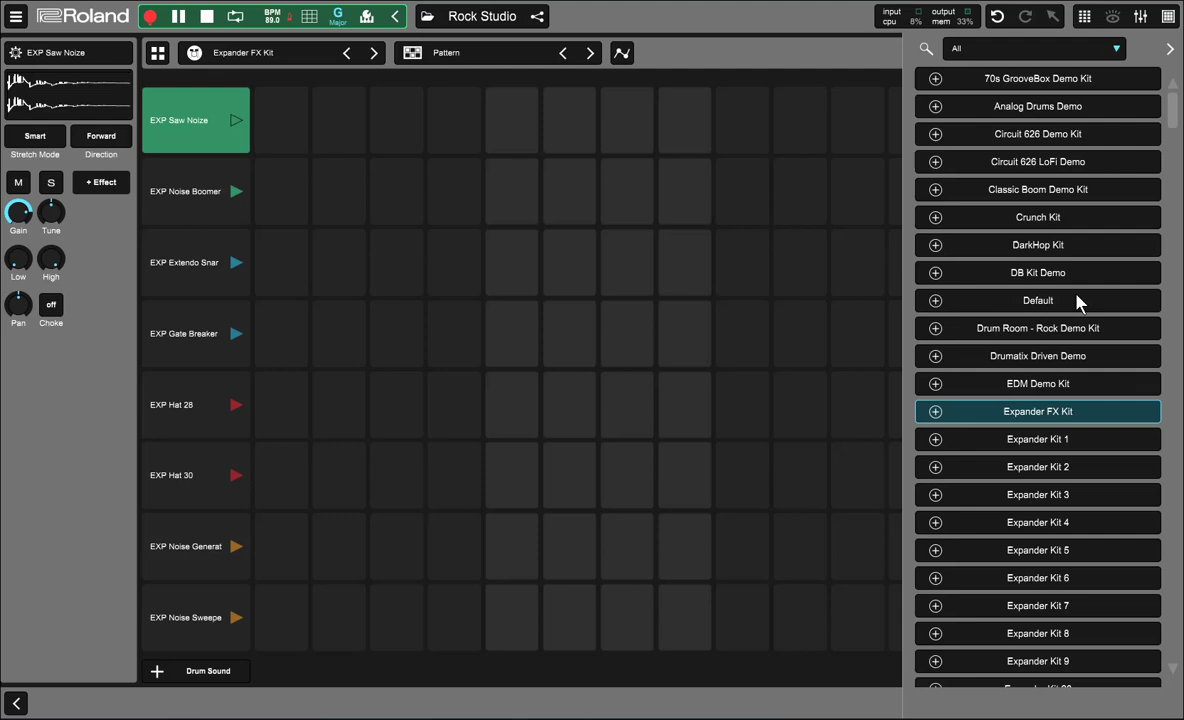 Roland
BPM
89.0
G
Major
Rock Studio
input
output
cpu 8%
mem 33%
EXP Saw Noize
Expander FX Kit
Pattern
All
Smart
Forward
Stretch Mode
Direction
M
S
+ Effect
Gain
Tune
Low
High
off
Pan
Choke
EXP Saw Noize
EXP Noise Boomer
EXP Extendo Snar
EXP Gate Breaker
EXP Hat 28
EXP Hat 30
EXP Noise Generat
EXP Noise Sweepe
Drum Sound
70s GrooveBox Demo Kit
Analog Drums Demo
Circuit 626 Demo Kit
Circuit 626 LoFi Demo
Classic Boom Demo Kit
Crunch Kit
DarkHop Kit
DB Kit Demo
Default
Drum Room - Rock Demo Kit
Drumatix Driven Demo
EDM Demo Kit
Expander FX Kit
Expander Kit 1
Expander Kit 2
Expander Kit 3
Expander Kit 4
Expander Kit 5
Expander Kit 6
Expander Kit 7
Expander Kit 8
Expander Kit 9